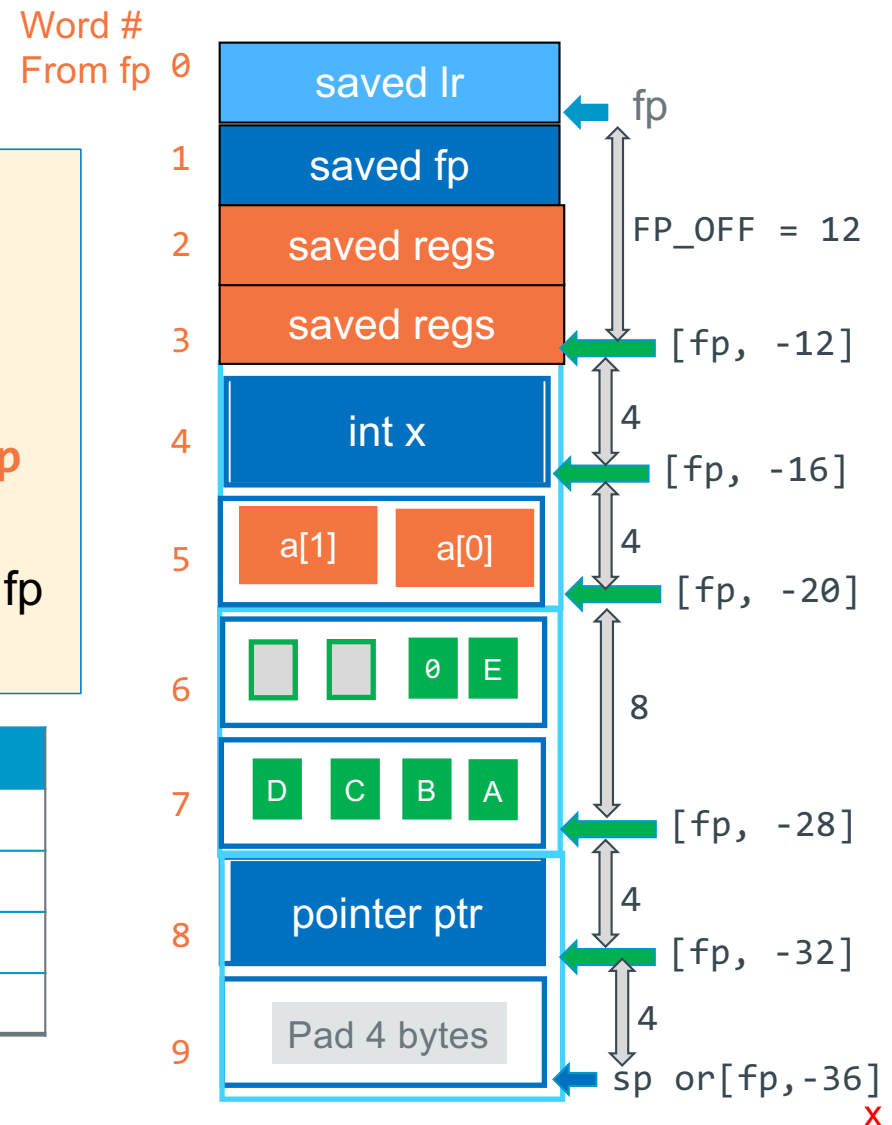 Word #
From fp
0
saved lr
fp
1
saved fp
FP_OFF = 12
2
saved regs
3
saved regs
[fp, -12]
4
int x
4
p
[fp, -16]
5
a[1]
a[0]
4
fp
[fp, -20]
6
0
E
8
7
D
C
B
A
[fp, -28]
8
pointer ptr
4
[fp, -32]
9
Pad 4 bytes
4
sp or[fp,-36]
x